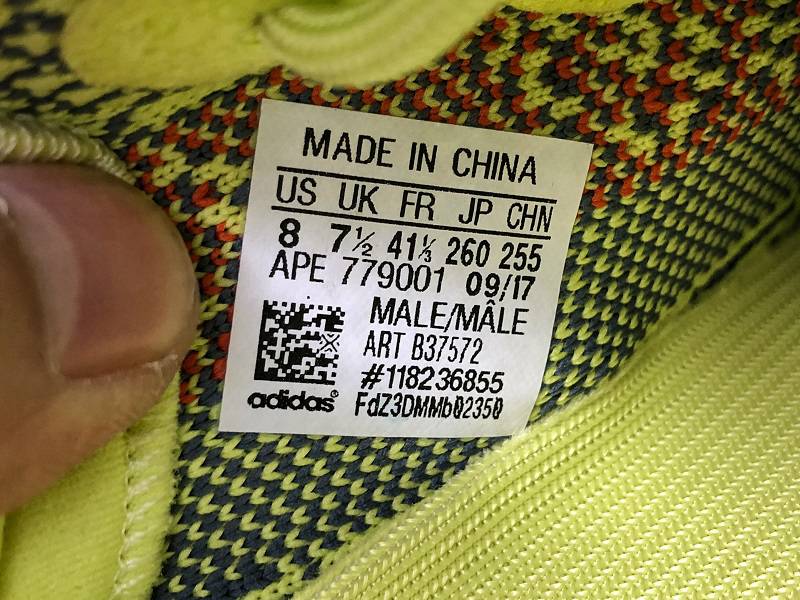 MADE IN CHINA
US UK FR JP CHN
8 7½ 41⅓ 260 255
APE 779001 09/17
MALE/MÂLE
ART B37572
#118236855
adidas® FdZ3DMMb02350